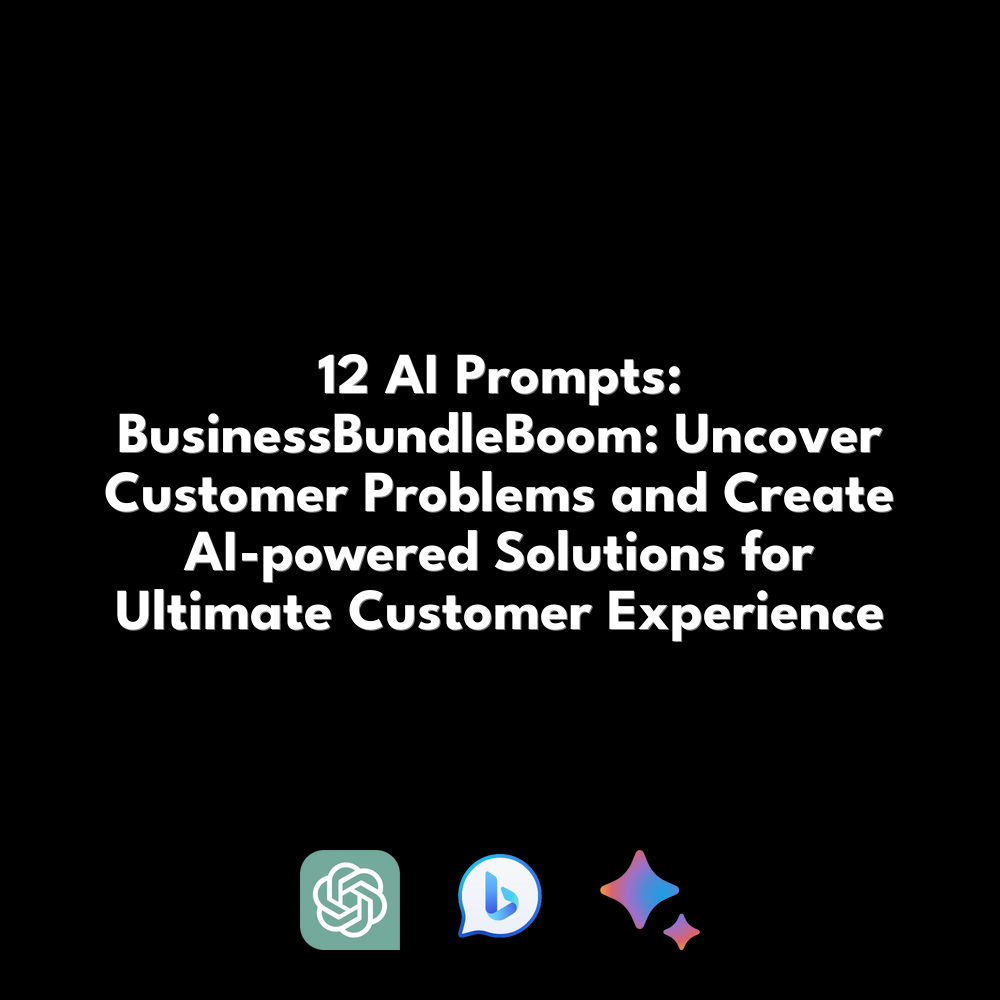 12 AI Prompts:
BusinessBundleBoom: Uncover
Customer Problems and Create
AI-powered Solutions for
Ultimate Customer Experience